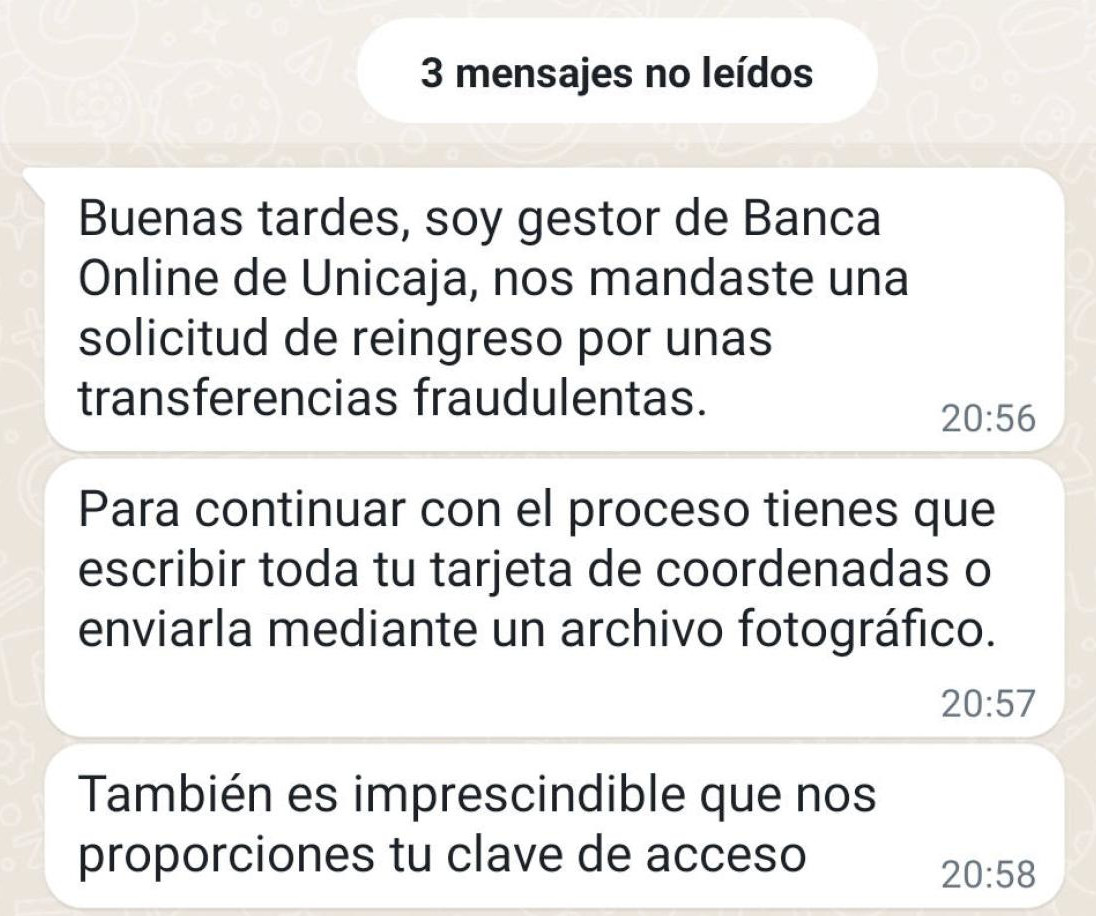 3 mensajes no leídos
Buenas tardes, soy gestor de Banca
Online de Unicaja, nos mandaste una
solicitud de reingreso por unas
transferencias fraudulentas.
20:56
Para continuar con el proceso tienes que
escribir toda tu tarjeta de coordenadas o
enviarla mediante un archivo fotográfico.
20:57
También es imprescindible que nos
proporciones tu clave de acceso
20:58